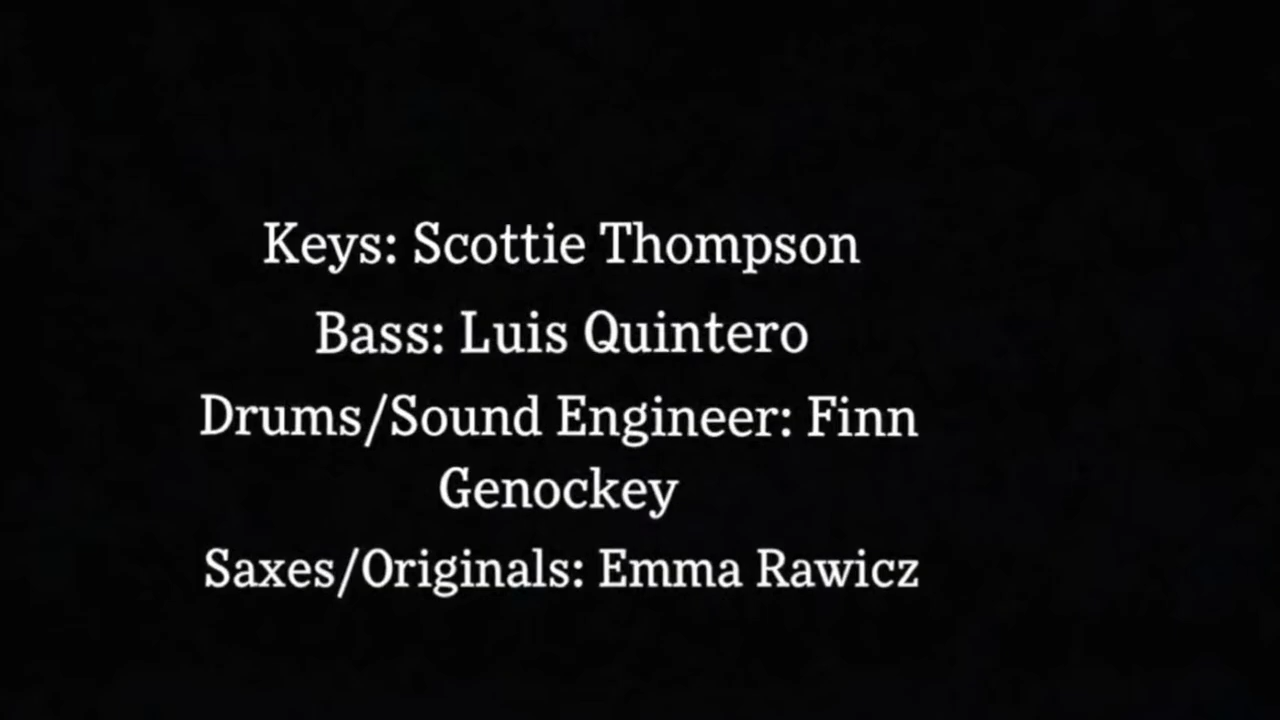 Keys: Scottie Thompson
Bass: Luis Quintero
Drums/Sound Engineer: Finn
Genockey
Saxes/Originals: Emma Rawicz